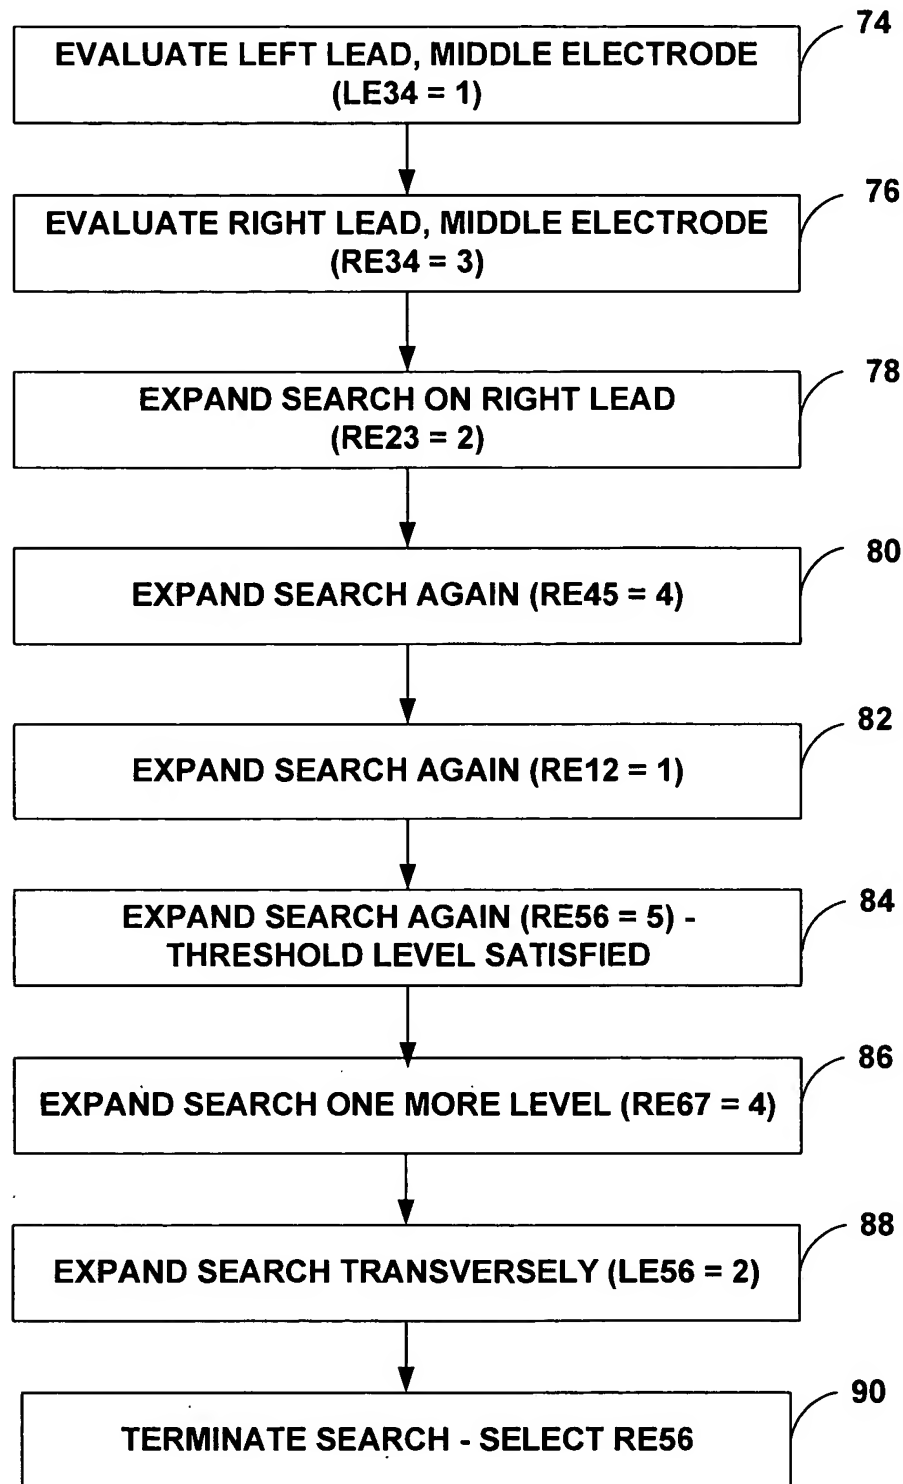 74
EVALUATE LEFT LEAD, MIDDLE ELECTRODE
(LE34 = 1)
76
EVALUATE RIGHT LEAD, MIDDLE ELECTRODE
(RE34 = 3)
78
EXPAND SEARCH ON RIGHT LEAD
(RE23 = 2)
80
EXPAND SEARCH AGAIN (RE45 = 4)
82
EXPAND SEARCH AGAIN (RE12 = 1)
84
EXPAND SEARCH AGAIN (RE56 = 5) -
THRESHOLD LEVEL SATISFIED
86
EXPAND SEARCH ONE MORE LEVEL (RE67 = 4)
88
EXPAND SEARCH TRANSVERSELY (LE56 = 2)
90
TERMINATE SEARCH - SELECT RE56